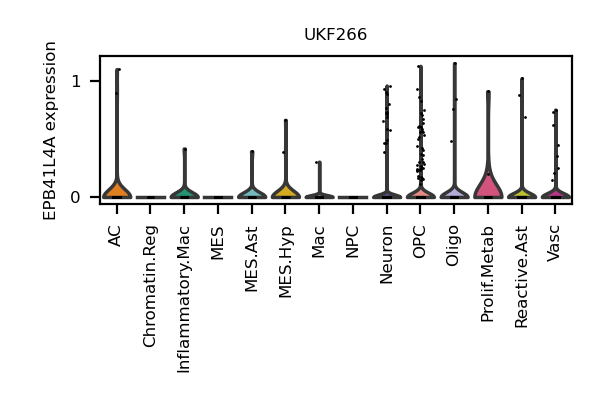 UKF266
EPB41L4A expression
1
0
AC
Chromatin.Reg
Inflammatory.Mac
MES
MES.Ast
MES.Hyp
Mac
NPC
Neuron
OPC
Oligo
Prolif.Metab
Reactive.Ast
Vasc